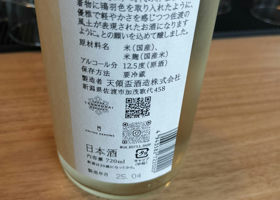 着物に鴇羽色を取り入れたように、
優雅で軽やかさを感じつつ佐渡の
風土が表現されたお酒になりますよ
うに。との願いを込めて醸しました。
原材料名 米(国産)、
米麹(国産米)
アルコール分 12.5度(原酒)
保存方法 要冷蔵
天領盃酒造株式会社
新潟県佐渡市加茂歌代458
日本酒
内容量 720ml
製造年月 25.04